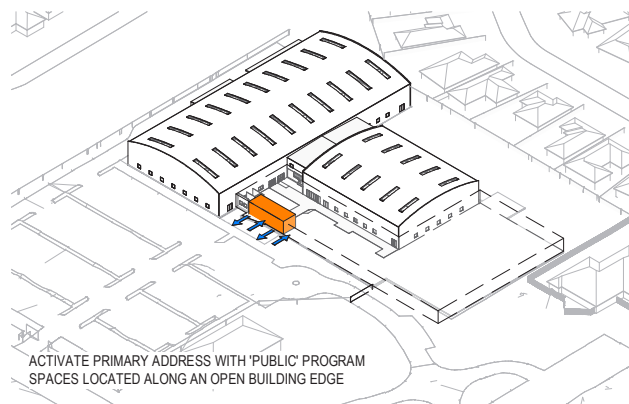 ACTIVATE PRIMARY ADDRESS WITH 'PUBLIC' PROGRAM
SPACES LOCATED ALONG AN OPEN BUILDING EDGE